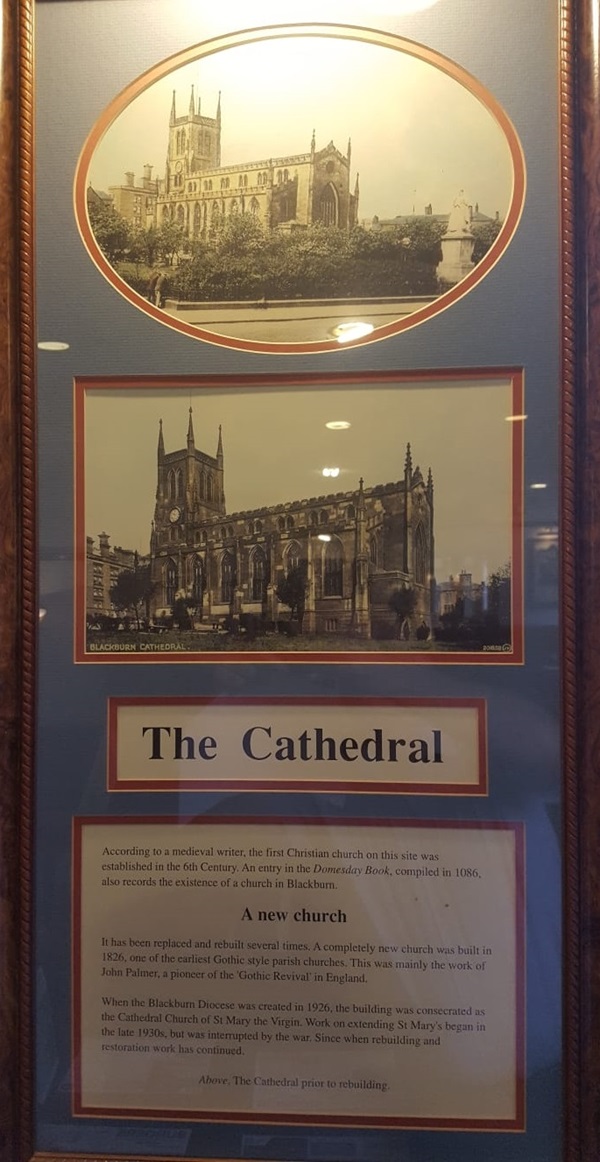 BLACKBURN CATHEDRAL.
The Cathedral
According to a medieval writer, the first Christian church on this site was
established in the 6th Century. An entry in the Domesday Book, compiled in 1086,
also records the existence of a church in Blackburn.
A new church
It has been replaced and rebuilt several times. A completely new church was built in
1826, one of the earliest Gothic style parish churches. This was mainly the work of
John Palmer, a pioneer of the 'Gothic Revival' in England.
When the Blackburn Diocese was created in 1926, the building was consecrated as
the Cathedral Church of St Mary the Virgin. Work on extending St Mary's began in
the late 1930s, but was interrupted by the war. Since when rebuilding and
restoration work has continued.
Above: The Cathedral prior to rebuilding.